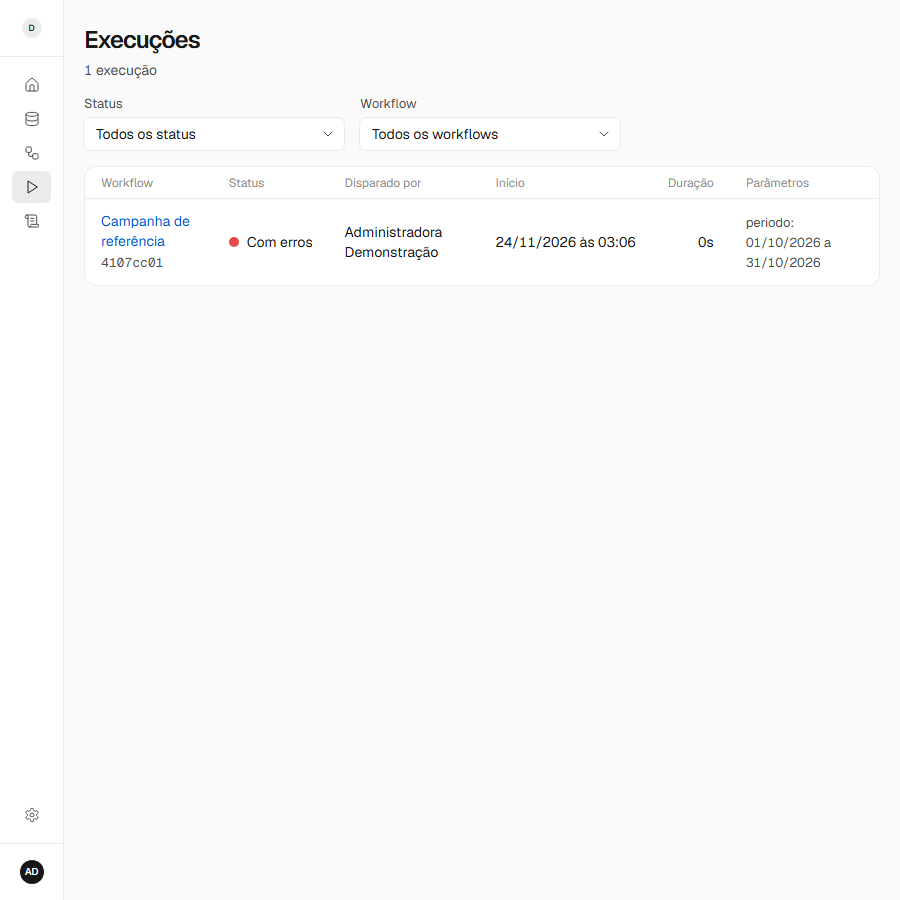 D
Execuções
1 execução
Status
Workflow
Todos os status
Todos os workflows
Workflow
Status
Disparado por
Início
Duração
Parâmetros
Campanha de
referência
4107cc01
Com erros
Administradora
Demonstração
24/11/2026 às 03:06
0s
periodo:
01/10/2026 a
31/10/2026
AD